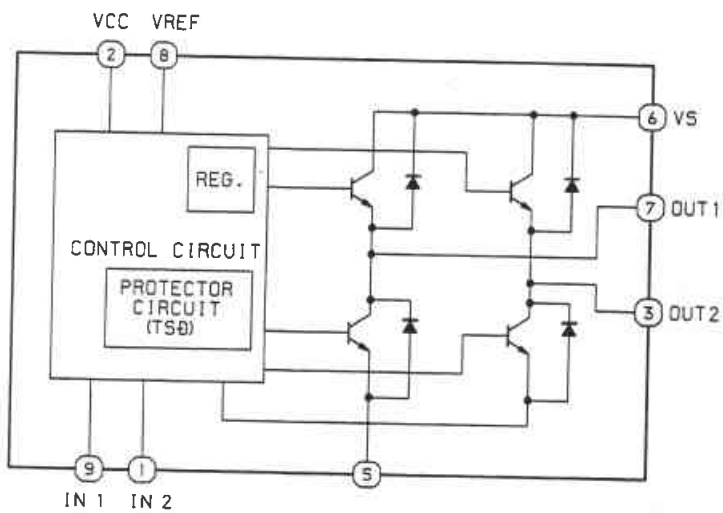 VCC VREF
2 8
6 VS
REG.
7 OUT1
CONTROL CIRCUIT
PROTECTOR
CIRCUIT
(TSD)
3 OUT2
9 1 5
IN 1 IN 2